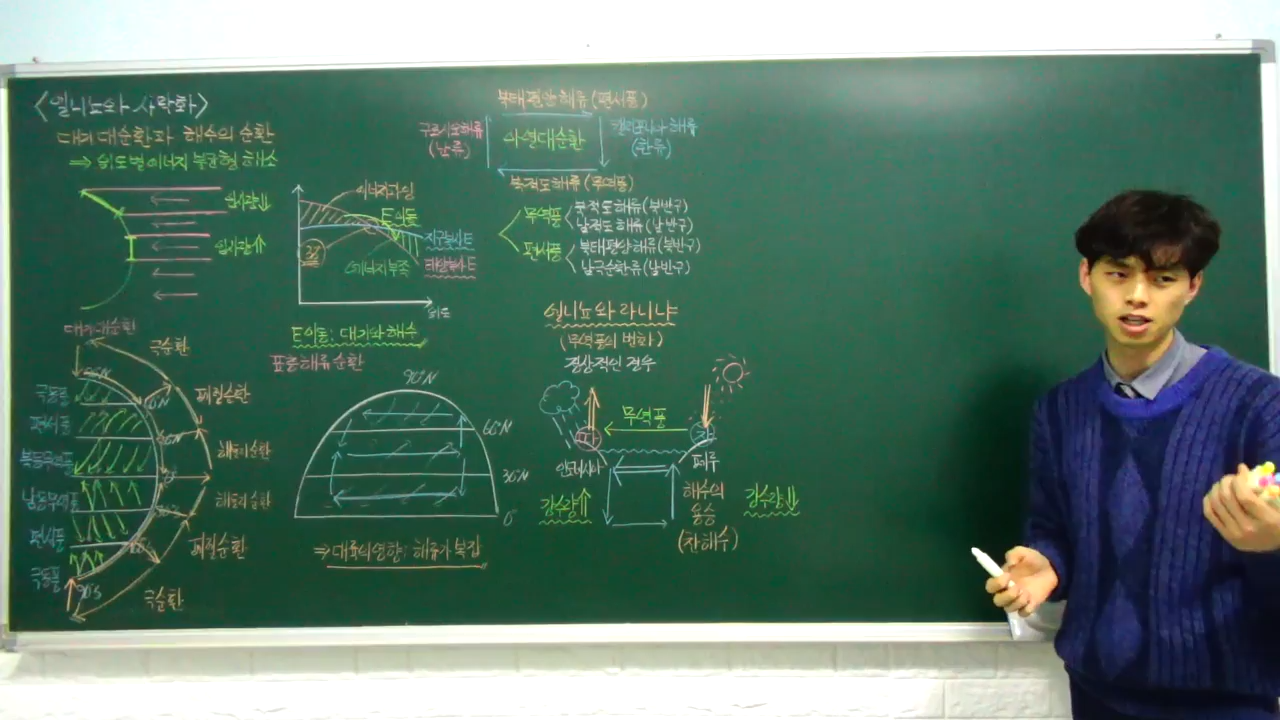 <엘니뇨와 사막화>
대기 대순환과 해수의 순환
⇒ 위도별 에너지 불균형 해소
입사량↓
입사량↑
에너지과잉
E이동
지구복사E
태양복사E
에너지부족
38°
위도
E이동: 대기와 해수
대기대순환
극순환
페렐순환
해들리순환
해들리순환
페렐순환
극순환
극동풍
편서풍
북동무역풍
남동무역풍
편서풍
극동풍
90°S
표층해류 순환
90°N
60°N
30°N
0°
⇒ 대륙의 영향: 해류가 복잡
북태평양 해류 (편서풍)
쿠로시오해류
(난류)
아열대순환
캘리포니아 해류
(한류)
북적도해류 (무역풍)
무역풍
북적도해류 (북반구)
남적도해류 (남반구)
편서풍
북태평양해류 (북반구)
남극순환류 (남반구)
엘니뇨와 라니냐
(무역풍의 변화)
정상적인 경우
무역풍
인도네시아
페루
강수량↑
해수의
용승
(찬해수)
강수량↓